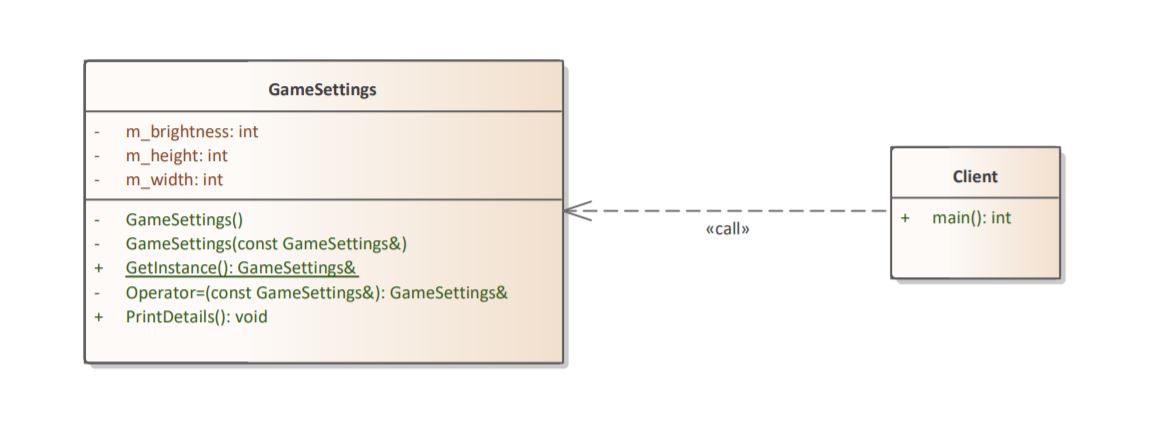 GameSettings
- m_brightness: int
- m_height: int
- m_width: int
- GameSettings()
- GameSettings(const GameSettings&)
+ GetInstance(): GameSettings&
- Operator=(const GameSettings&): GameSettings&
+ PrintDetails(): void
«call»
Client
+ main(): int